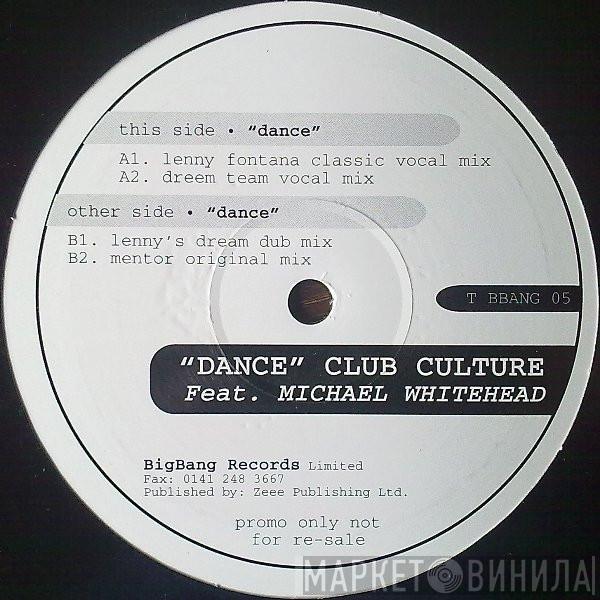 this side • "dance"
A1. lenny fontana classic vocal mix
A2. dreem team vocal mix
other side • "dance"
B1. lenny's dream dub mix
B2. mentor original mix
T BBANG 05
"DANCE" CLUB CULTURE
Feat. MICHAEL WHITEHEAD
BigBang Records Limited
Fax: 0141 248 3667
Published by: Zeee Publishing Ltd.
promo only not
for re-sale
МАРКЕТ ВИНИЛА